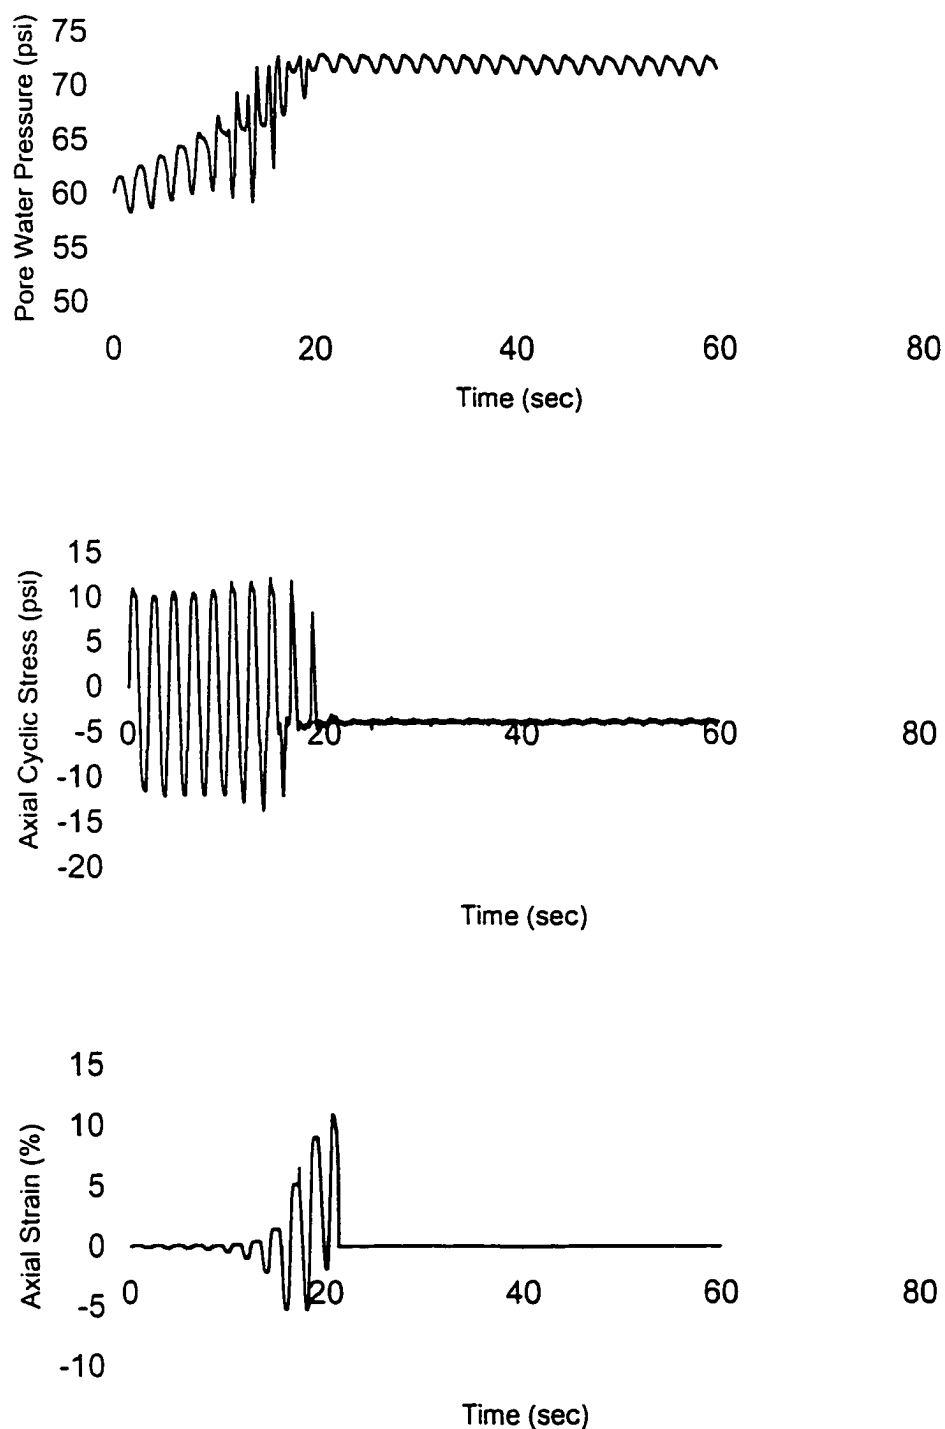 Pore Water Pressure (psi)
75
70
65
60
55
50
0 20 40 60 80
Time (sec)
Axial Cyclic Stress (psi)
15
10
5
0
-5
-10
-15
-20
0 20 40 60 80
Time (sec)
Axial Strain (%)
15
10
5
0
-5
-10
0 20 40 60 80
Time (sec)